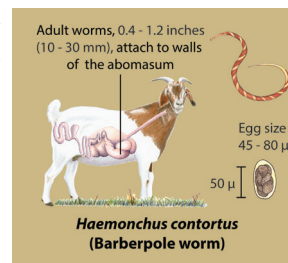 Adult worms, 0.4 - 1.2 inches
(10 - 30 mm), attach to walls
of the abomasum
Egg size
45 - 80 µ
50 µ
Haemonchus contortus
(Barberpole worm)